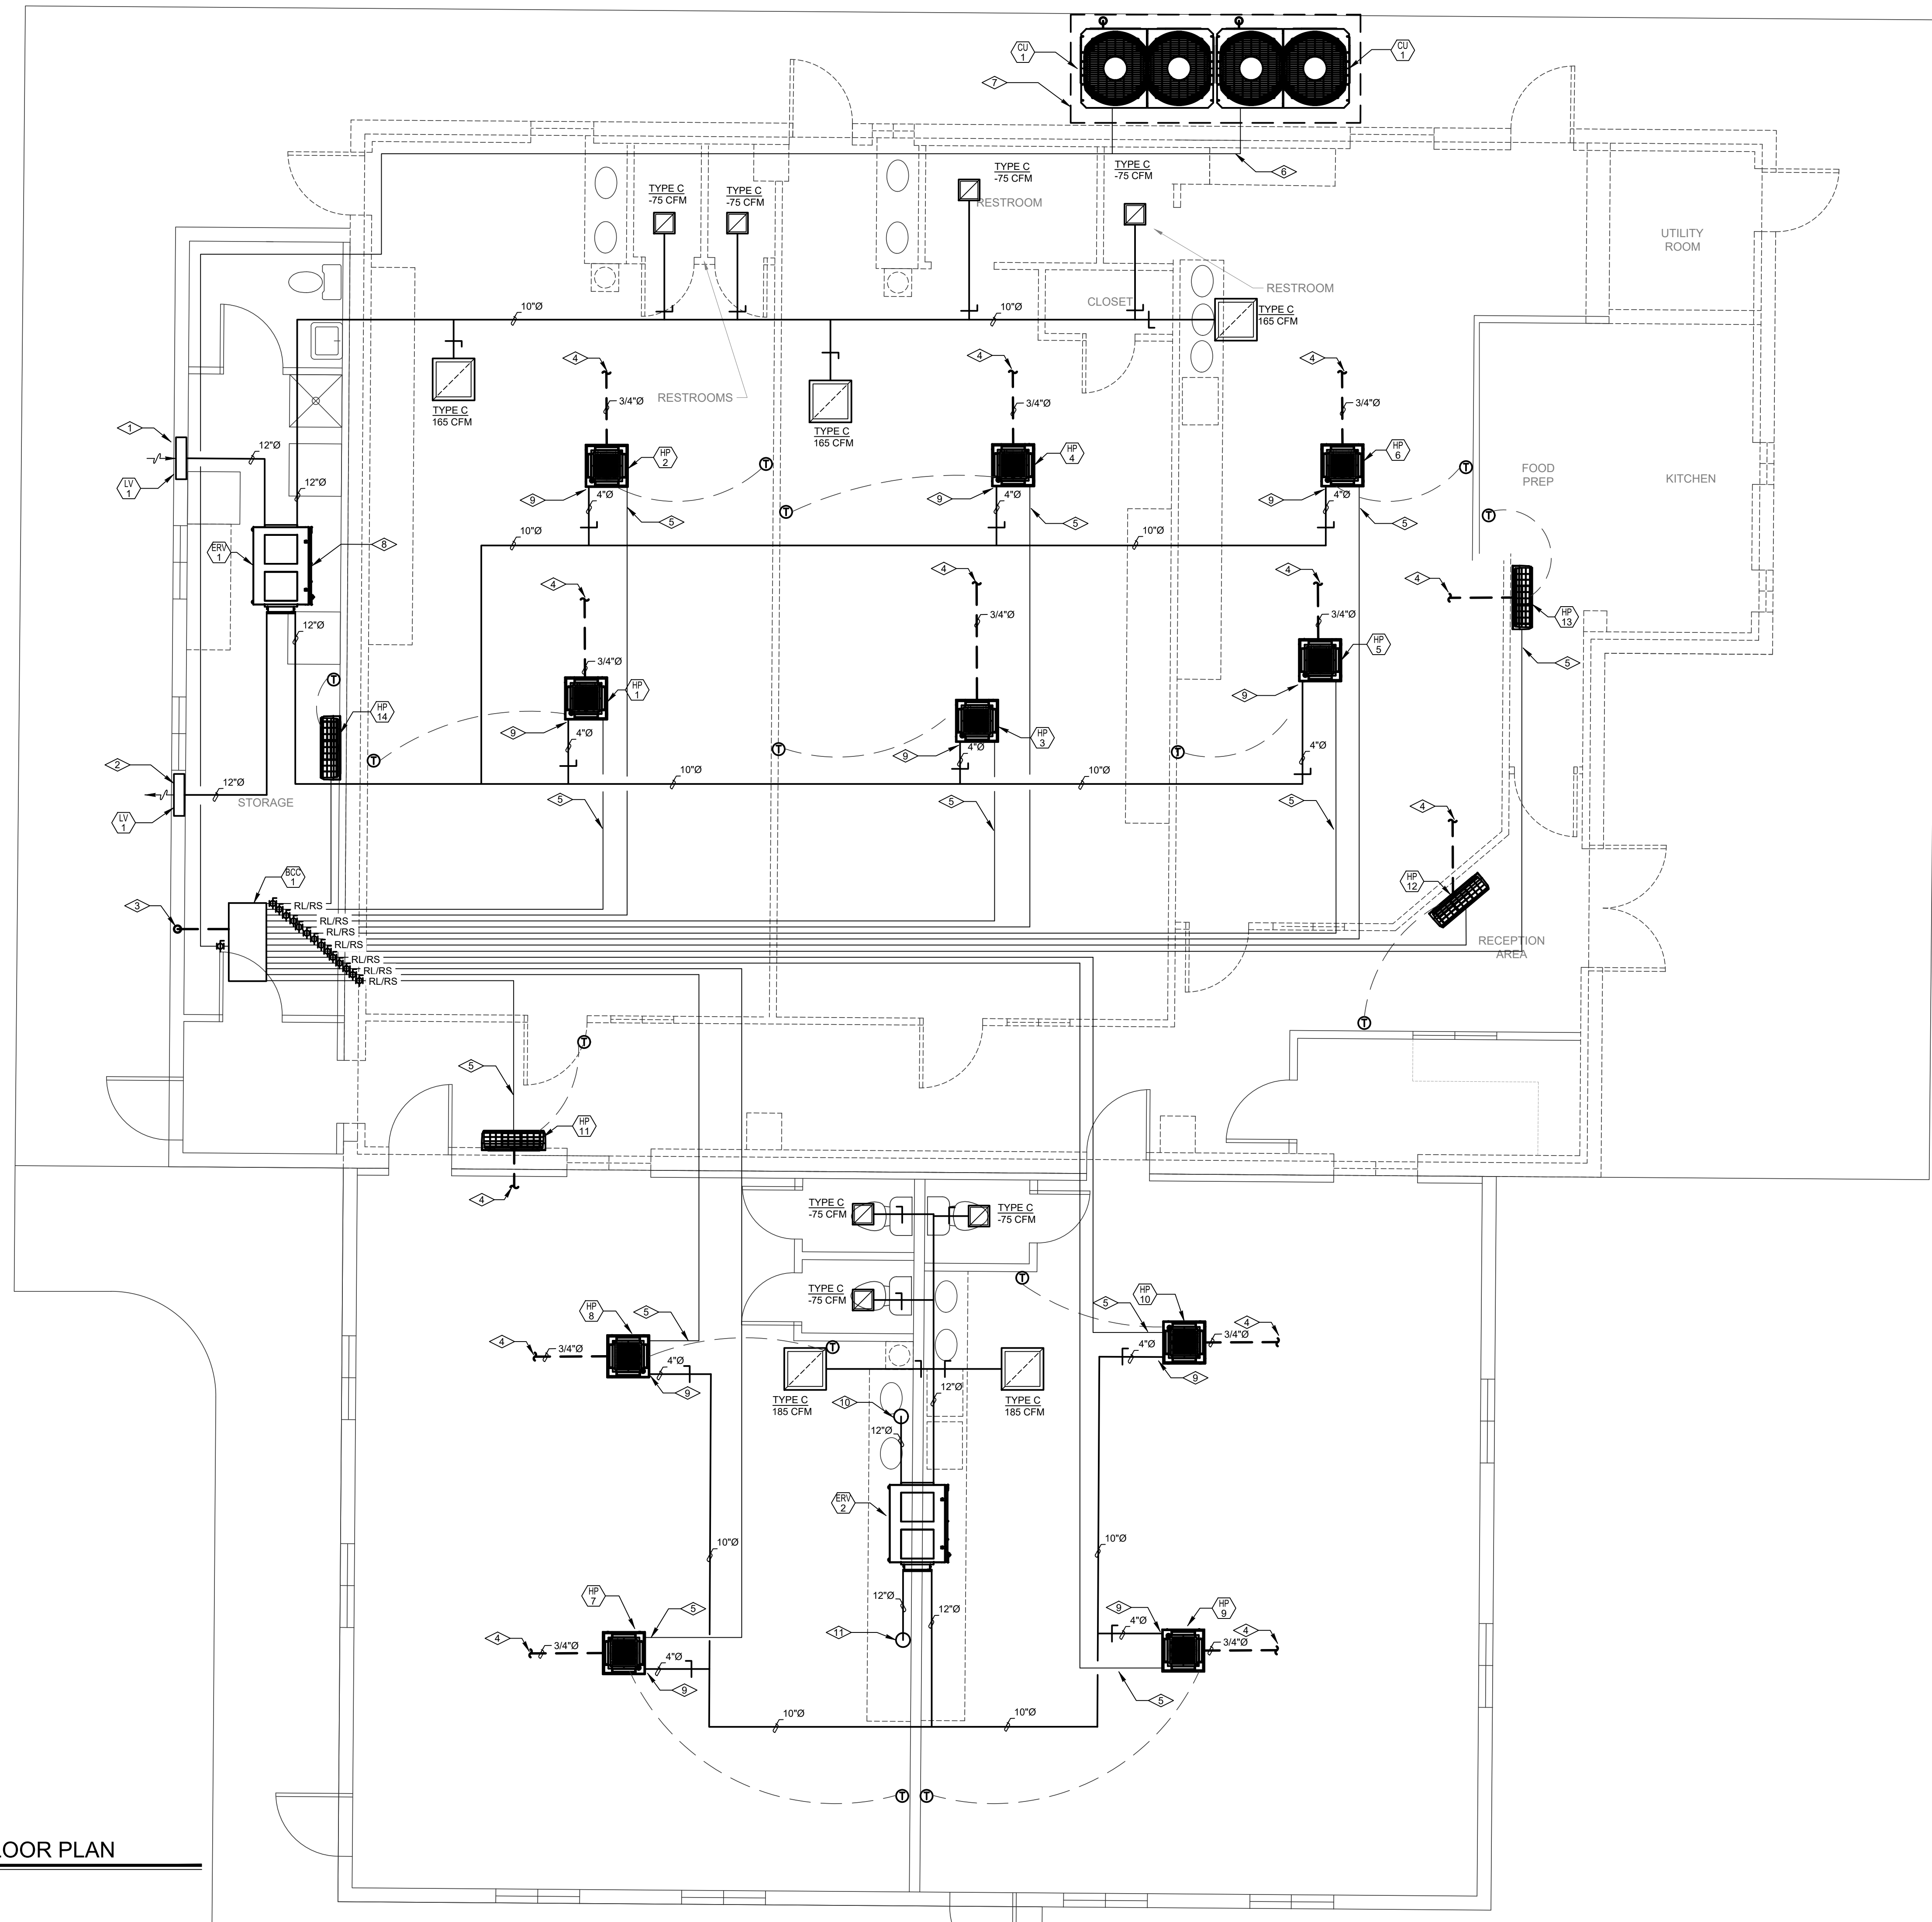 CU
1
CU
1
7
6
TYPE C
-75 CFM
TYPE C
-75 CFM
TYPE C
-75 CFM
TYPE C
-75 CFM
RESTROOM
UTILITY
ROOM
RESTROOM
CLOSET
10"Ø
10"Ø
TYPE C
165 CFM
4
4
4
RESTROOMS
3/4"Ø
3/4"Ø
3/4"Ø
TYPE C
165 CFM
TYPE C
165 CFM
1
12"Ø
12"Ø
LV
1
HP
2
HP
4
HP
6
FOOD
PREP
KITCHEN
9
4"Ø
5
9
4"Ø
5
9
4"Ø
5
10"Ø
10"Ø
10"Ø
ERV
1
8
4
4
4
4
3/4"Ø
3/4"Ø
3/4"Ø
HP
13
12"Ø
HP
5
5
HP
1
HP
14
9
HP
3
9
9
4"Ø
4"Ø
4"Ø
2
12"Ø
10"Ø
10"Ø
10"Ø
STORAGE
LV
1
5
5
5
4
BCC
1
HP
12
3
RL/RS
RL/RS
RL/RS
RL/RS
RL/RS
RL/RS
RL/RS
RECEPTION
AREA
T
T
T
T
T
T
T
T
T
T
5
HP
11
4
TYPE C
-75 CFM
TYPE C
-75 CFM
TYPE C
-75 CFM
T
T
HP
8
5
HP
10
5
4
4
3/4"Ø
3/4"Ø
4"Ø
4"Ø
9
9
TYPE C
185 CFM
TYPE C
185 CFM
10
12"Ø
12"Ø
ERV
2
10"Ø
10"Ø
HP
7
5
12"Ø
12"Ø
9
HP
9
4
4
3/4"Ø
4"Ø
3/4"Ø
4"Ø
11
9
5
10"Ø
10"Ø
T
T
LOOR PLAN